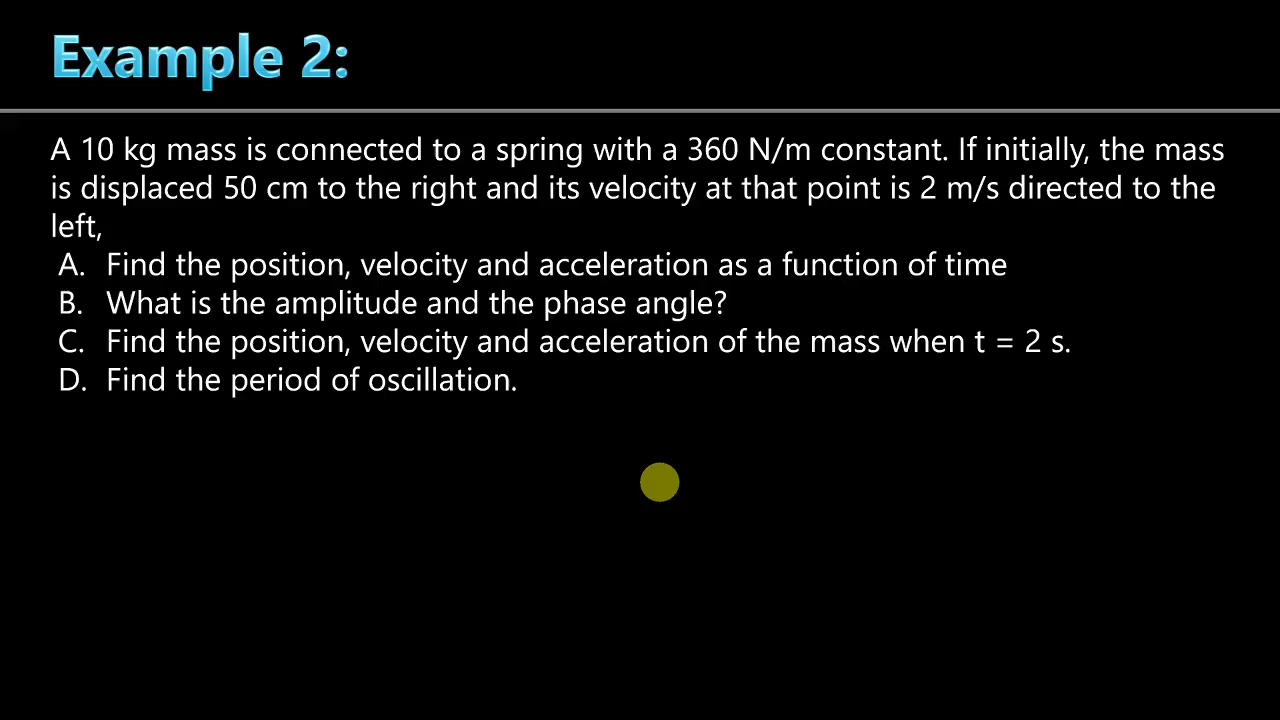 Example 2:
A 10 kg mass is connected to a spring with a 360 N/m constant. If initially, the mass
is displaced 50 cm to the right and its velocity at that point is 2 m/s directed to the
left,
A. Find the position, velocity and acceleration as a function of time
B. What is the amplitude and the phase angle?
C. Find the position, velocity and acceleration of the mass when t = 2 s.
D. Find the period of oscillation.